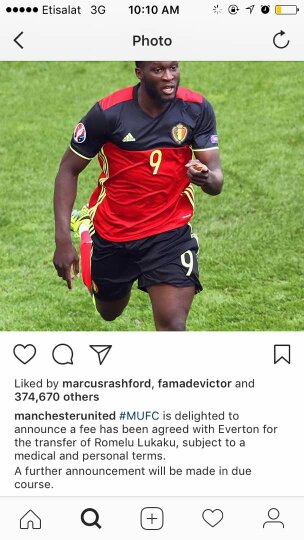 Etisalat 3G 10:10 AM
Photo
adidas
9
9
Liked by marcusrashford, famadevictor and
374,670 others
manchesterunited #MUFC is delighted to
announce a fee has been agreed with Everton for
the transfer of Romelu Lukaku, subject to a
medical and personal terms.
A further announcement will be made in due
course.